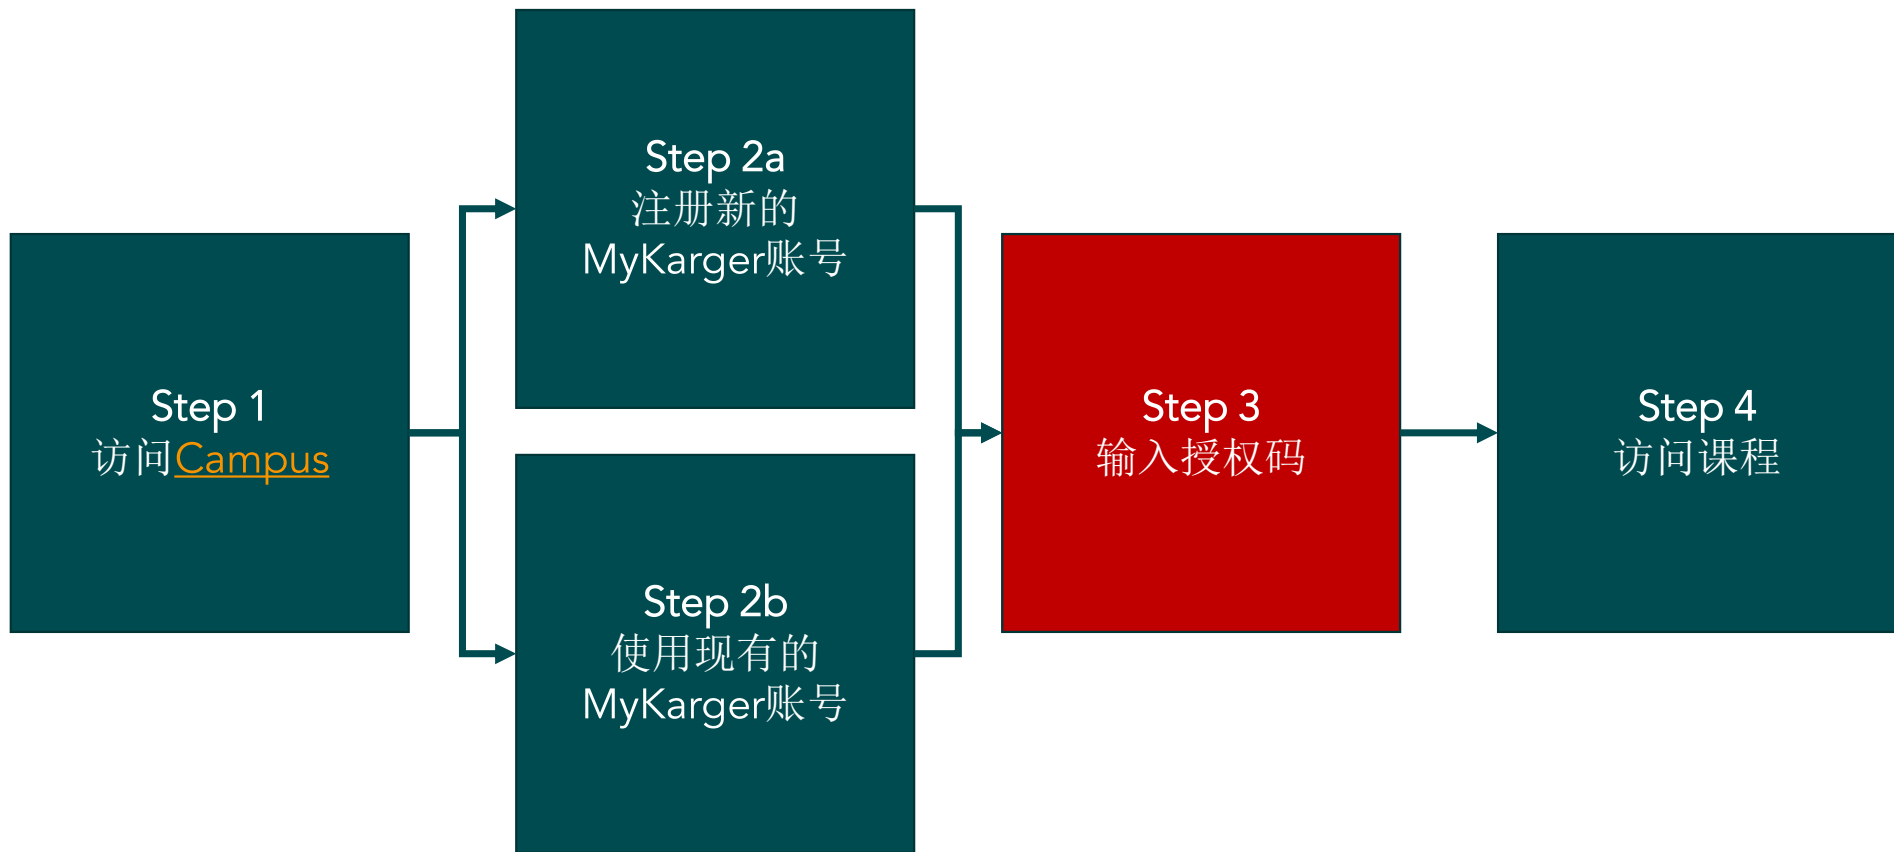 Step 1
访问Campus
Step 2a
注册新的
MyKarger账号
Step 2b
使用现有的
MyKarger账号
Step 3
输入授权码
Step 4
访问课程